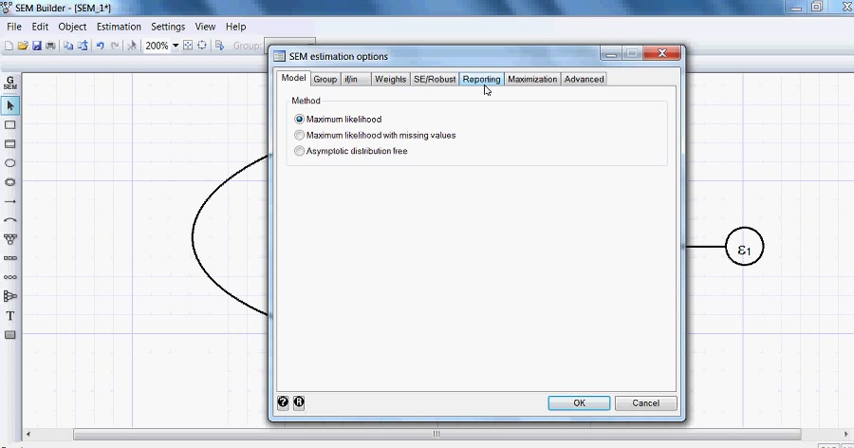 SEM Builder - [SEM_1*]
File Edit Object Estimation Settings View Help
200% Group:
SEM estimation options
Model Group if/in Weights SE/Robust Reporting Maximization Advanced
G
SEM
Method
Maximum likelihood
Maximum likelihood with missing values
Asymptotic distribution free
ε1
T
? R OK Cancel